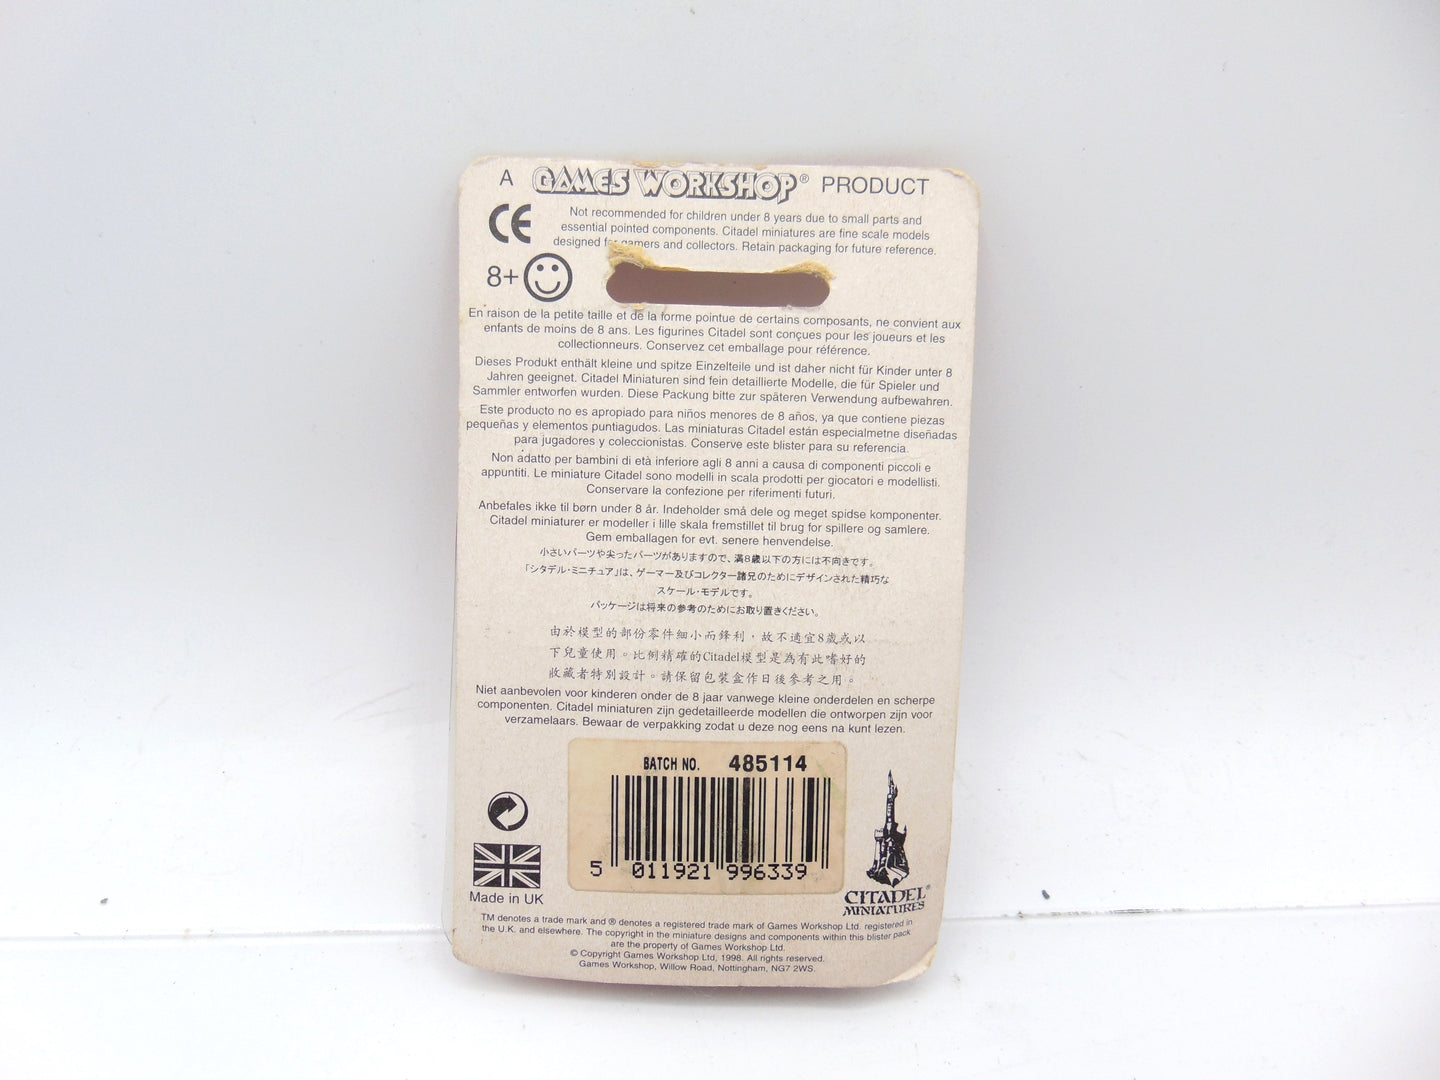 A GAMES WORKSHOP® PRODUCT
CE
Not recommended for children under 8 years due to small parts and
essential pointed components. Citadel miniatures are fine scale models
designed for gamers and collectors. Retain packaging for future reference.
8+
En raison de la petite taille et de la forme pointue de certains composants, ne convient aux
enfants de moins de 8 ans. Les figurines Citadel sont conçues pour les joueurs et les
collectionneurs. Conservez cet emballage pour référence.
Dieses Produkt enthält kleine und spitze Einzelteile und ist daher nicht für Kinder unter 8
Jahren geeignet. Citadel Miniaturen sind fein detaillierte Modelle, die für Spieler und
Sammler entworfen wurden. Diese Packung bitte zur späteren Verwendung aufbewahren.
Este producto no es apropiado para niños menores de 8 años, ya que contiene piezas
pequeñas y elementos puntiagudos. Las miniaturas Citadel están especialmetne diseñadas
para jugadores y coleccionistas. Conserve este blister para su referencia.
Non adatto per bambini di età inferiore agli 8 anni a causa di componenti piccoli e
appuntiti. Le miniature Citadel sono modelli in scala prodotti per giocatori e modellisti.
Conservare la confezione per riferimenti futuri.
Anbefales ikke til børn under 8 år. Indeholder små dele og meget spidse komponenter.
Citadel miniaturer er modeller i lille skala fremstillet til brug for spillere og samlere.
Gem emballagen for evt. senere henvendelse.
小さいパーツや尖ったパーツがありますので、満8歳以下の方には不向きです。
「シタデル・ミニチュア」は、ゲーマー及びコレクター諸兄のためにデザインされた精巧な
スケール・モデルです。
パッケージは将来の参考のためにお取り置きください。
由於模型的部份零件細小而鋒利，故不適宜8歲或以
下兒童使用。比例精確的Citadel模型是為有此嗜好的
收藏者特別設計。請保留包裝盒作日後參考之用。
Niet aanbevolen voor kinderen onder de 8 jaar vanwege kleine onderdelen en scherpe
componenten. Citadel miniaturen zijn gedetailleerde modellen die ontworpen zijn voor
verzamelaars. Bewaar de verpakking zodat u deze nog eens na kunt lezen.
BATCH NO. 485114
5 011921 996339
Made in UK
CITADEL®
MINIATURES
TM denotes a trade mark and ® denotes a registered trade mark of Games Workshop Ltd. registered in
the U.K. and elsewhere. The copyright in the miniature designs and components within this blister pack
are the property of Games Workshop Ltd.
© Copyright Games Workshop Ltd, 1998. All rights reserved.
Games Workshop, Willow Road, Nottingham, NG7 2WS.